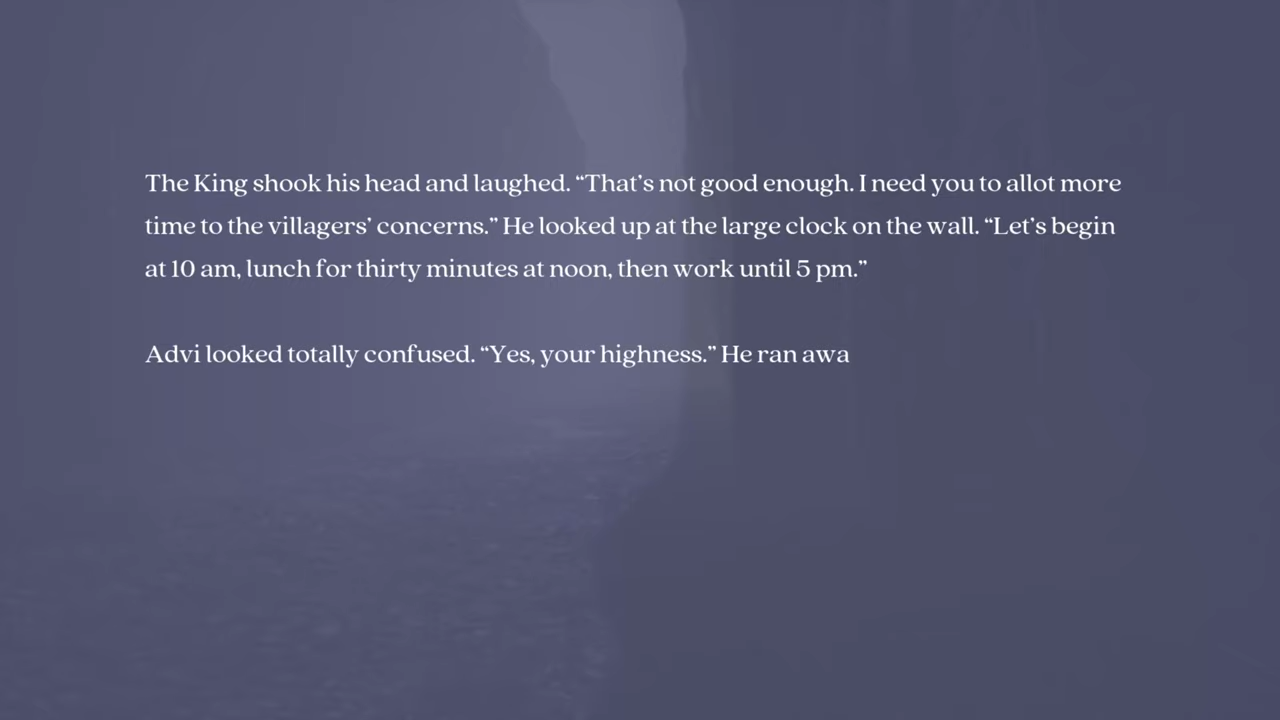 The King shook his head and laughed. “That’s not good enough. I need you to allot more
time to the villagers’ concerns.” He looked up at the large clock on the wall. “Let’s begin
at 10 am, lunch for thirty minutes at noon, then work until 5 pm.”
Advi looked totally confused. “Yes, your highness.” He ran awa